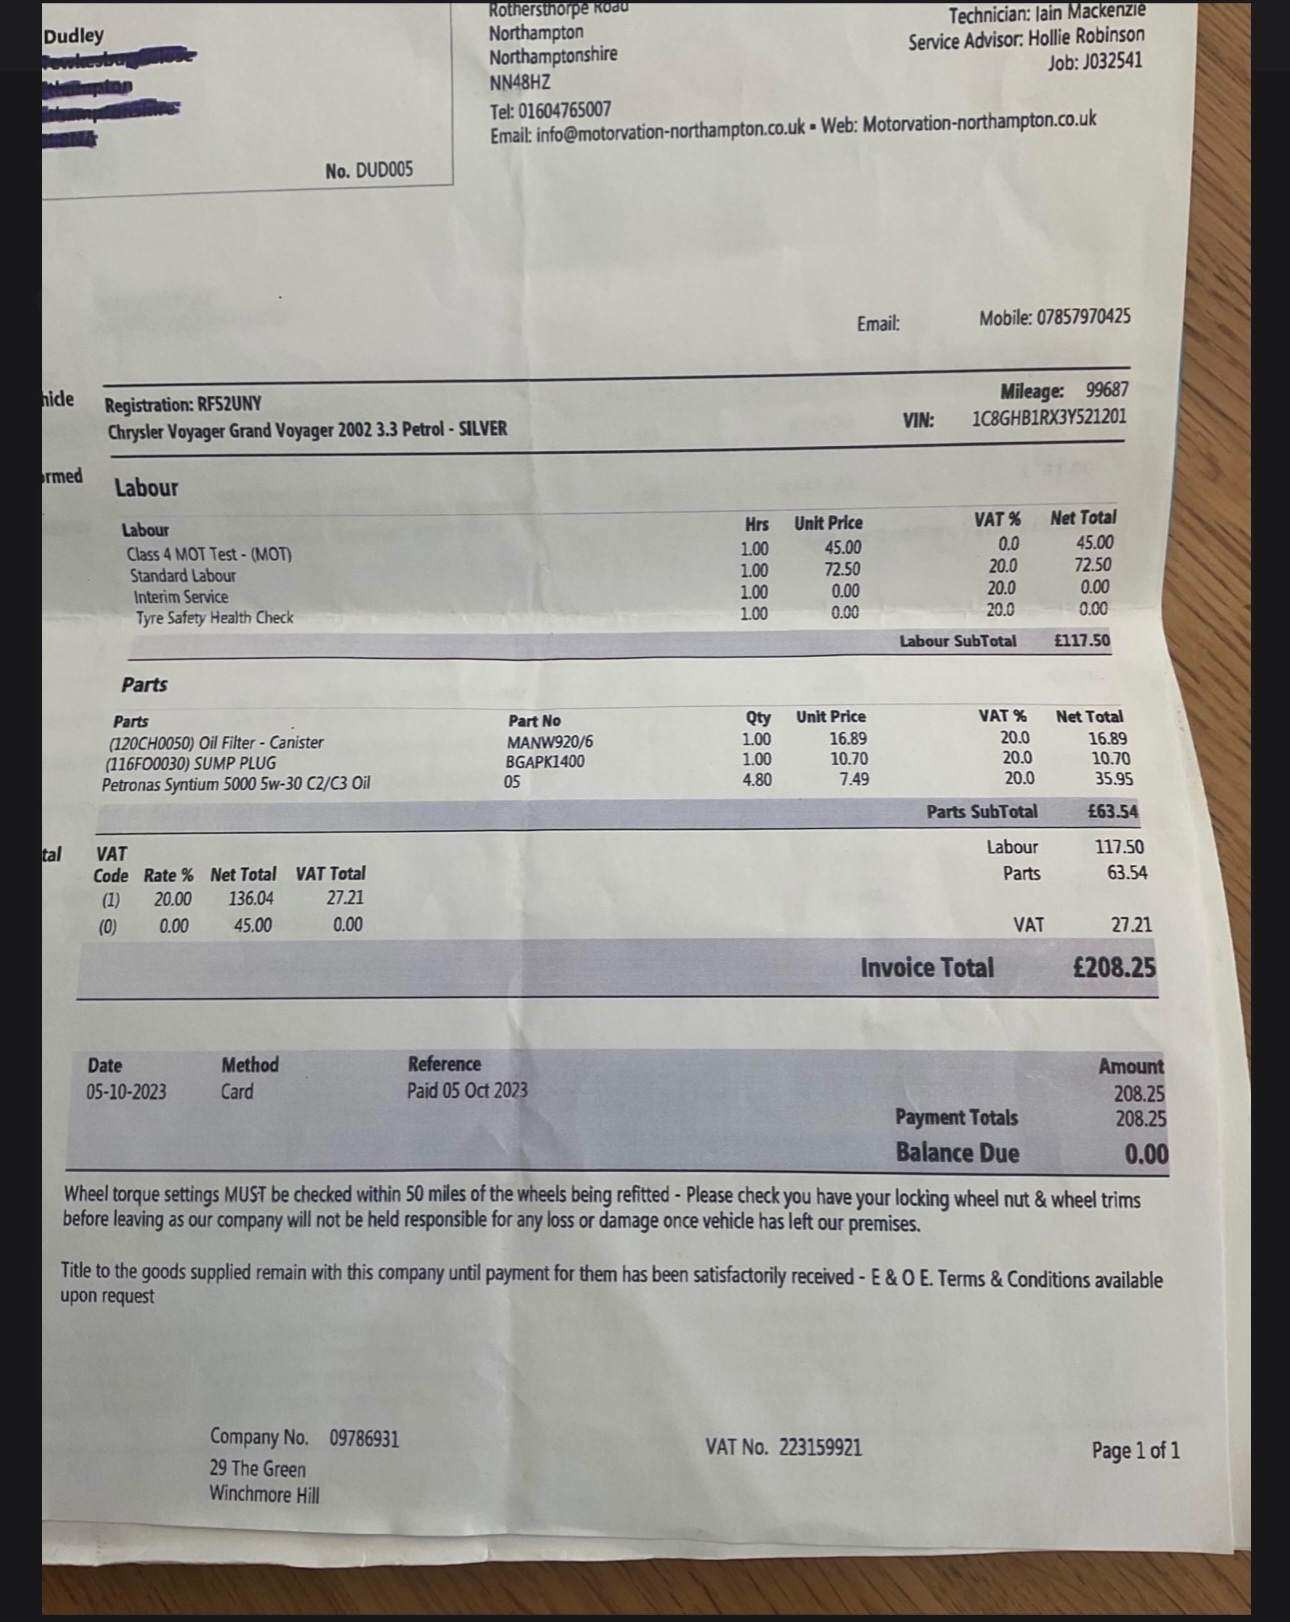 Dudley
No. DUD005
Rothersthorpe Road
Northampton
Northamptonshire
NN48HZ
Tel: 01604765007
Email: info@motorvation-northampton.co.uk ▪ Web: Motorvation-northampton.co.uk
Technician: Iain Mackenzie
Service Advisor: Hollie Robinson
Job: J032541
Email: Mobile: 07857970425
hicle Registration: RF52UNY Mileage: 99687
Chrysler Voyager Grand Voyager 2002 3.3 Petrol - SILVER VIN: 1C8GHB1RX3Y521201
ormed Labour
Labour Hrs Unit Price VAT % Net Total
Class 4 MOT Test - (MOT) 1.00 45.00 0.0 45.00
Standard Labour 1.00 72.50 20.0 72.50
Interim Service 1.00 0.00 20.0 0.00
Tyre Safety Health Check 1.00 0.00 20.0 0.00
Labour SubTotal £117.50
Parts
Parts Part No Qty Unit Price VAT % Net Total
(120CH0050) Oil Filter - Canister MANW920/6 1.00 16.89 20.0 16.89
(116FO0030) SUMP PLUG BGAPK1400 1.00 10.70 20.0 10.70
Petronas Syntium 5000 5w-30 C2/C3 Oil 05 4.80 7.49 20.0 35.95
Parts SubTotal £63.54
tal VAT Labour 117.50
Code Rate % Net Total VAT Total Parts 63.54
(1) 20.00 136.04 27.21
(0) 0.00 45.00 0.00 VAT 27.21
Invoice Total £208.25
Date Method Reference Amount
05-10-2023 Card Paid 05 Oct 2023 208.25
Payment Totals 208.25
Balance Due 0.00
Wheel torque settings MUST be checked within 50 miles of the wheels being refitted - Please check you have your locking wheel nut & wheel trims
before leaving as our company will not be held responsible for any loss or damage once vehicle has left our premises.
Title to the goods supplied remain with this company until payment for them has been satisfactorily received - E & O E. Terms & Conditions available
upon request
Company No. 09786931 VAT No. 223159921 Page 1 of 1
29 The Green
Winchmore Hill